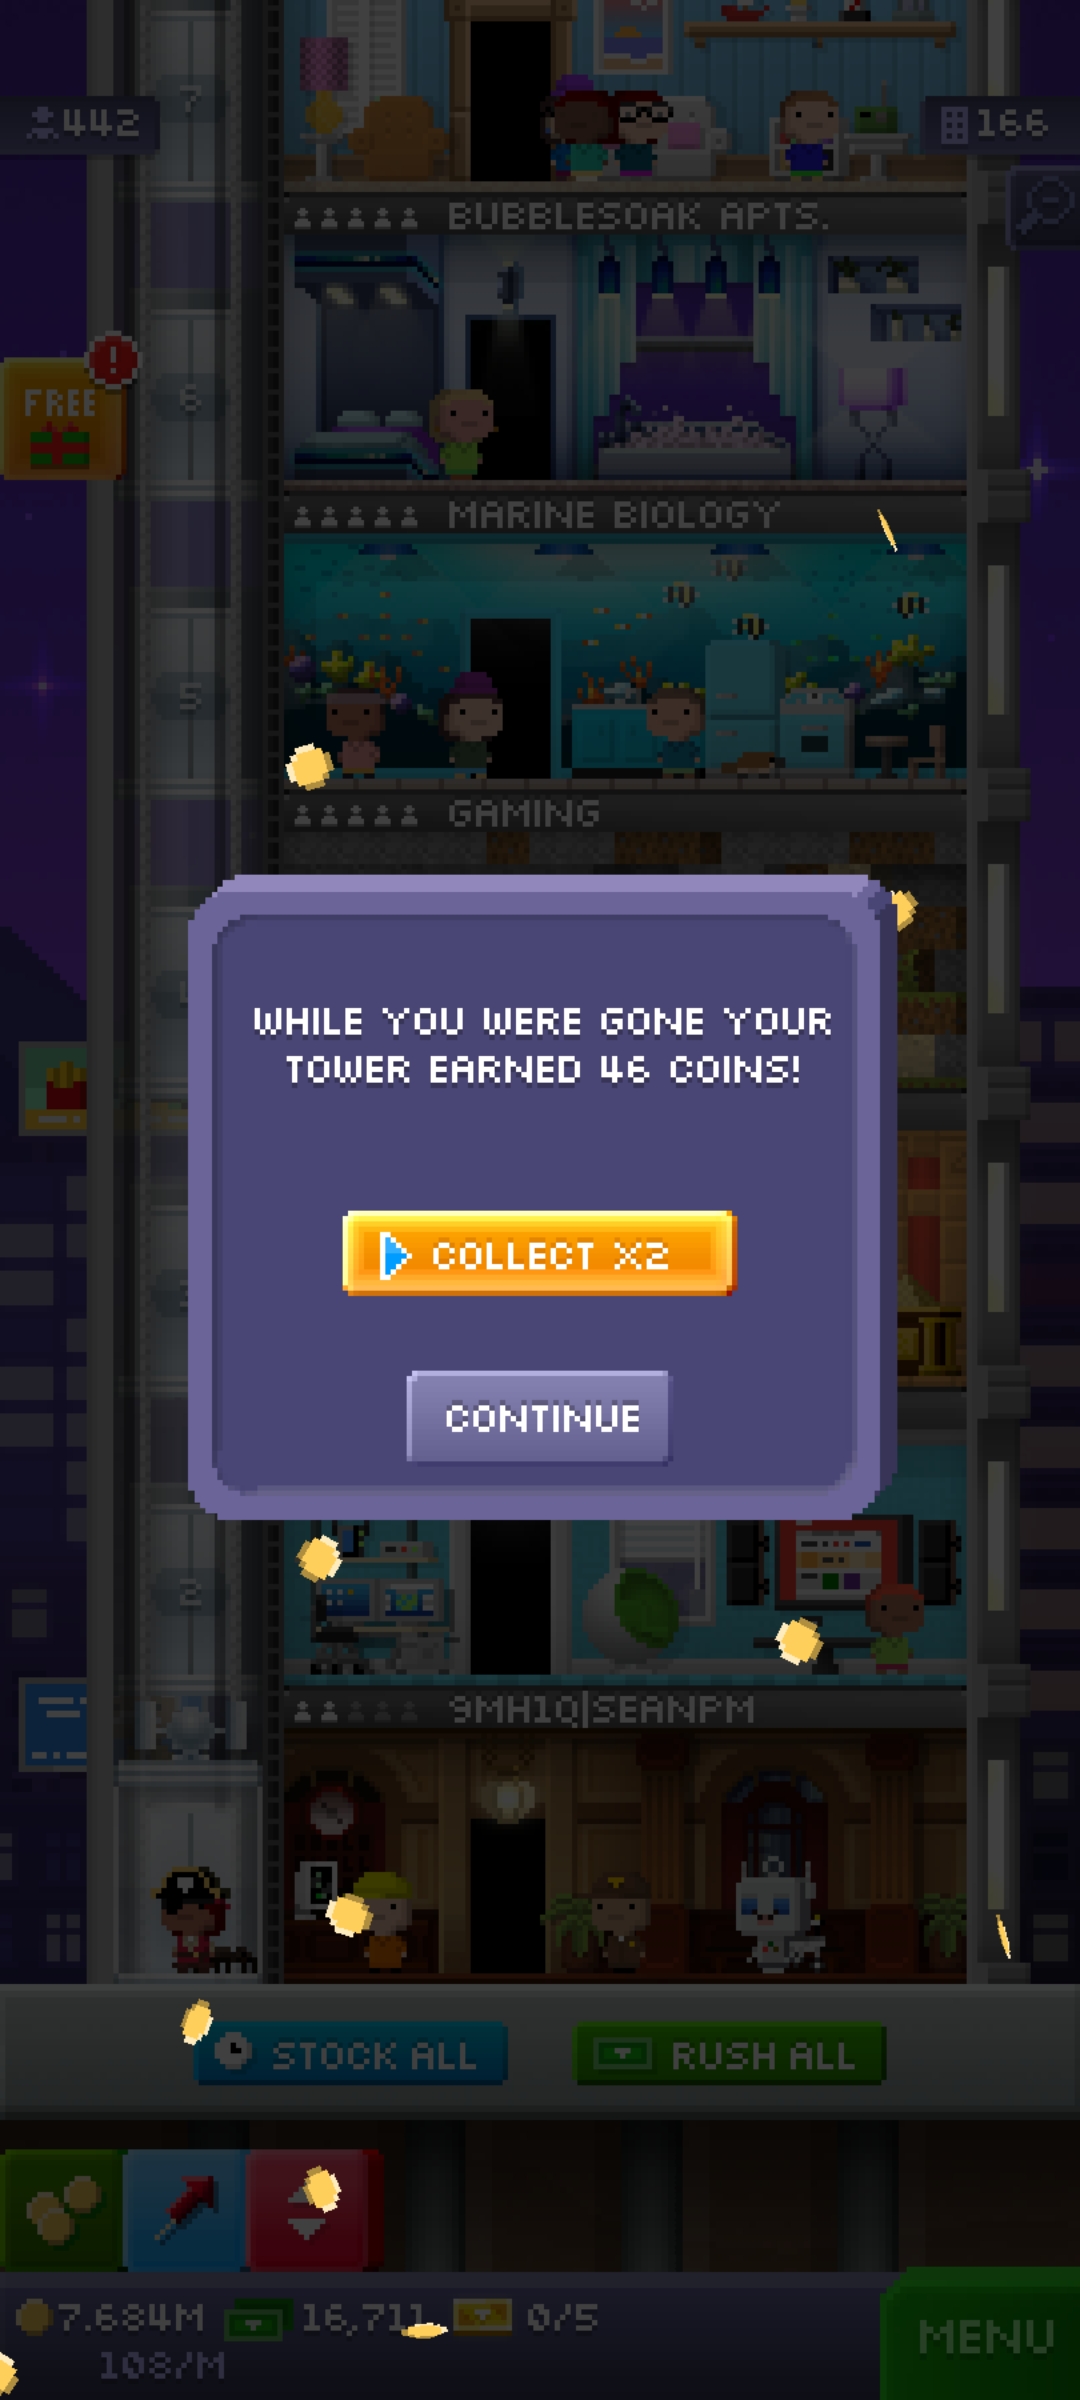 7
442
166
BUBBLESOAK APTS.
FREE
!
6
MARINE BIOLOGY
5
GAMING
WHILE YOU WERE GONE YOUR
TOWER EARNED 46 COINS!
COLLECT X2
CONTINUE
2
9MH1Q|SEANPM
STOCK ALL
RUSH ALL
7.684M
16,711
0/5
108/M
MENU